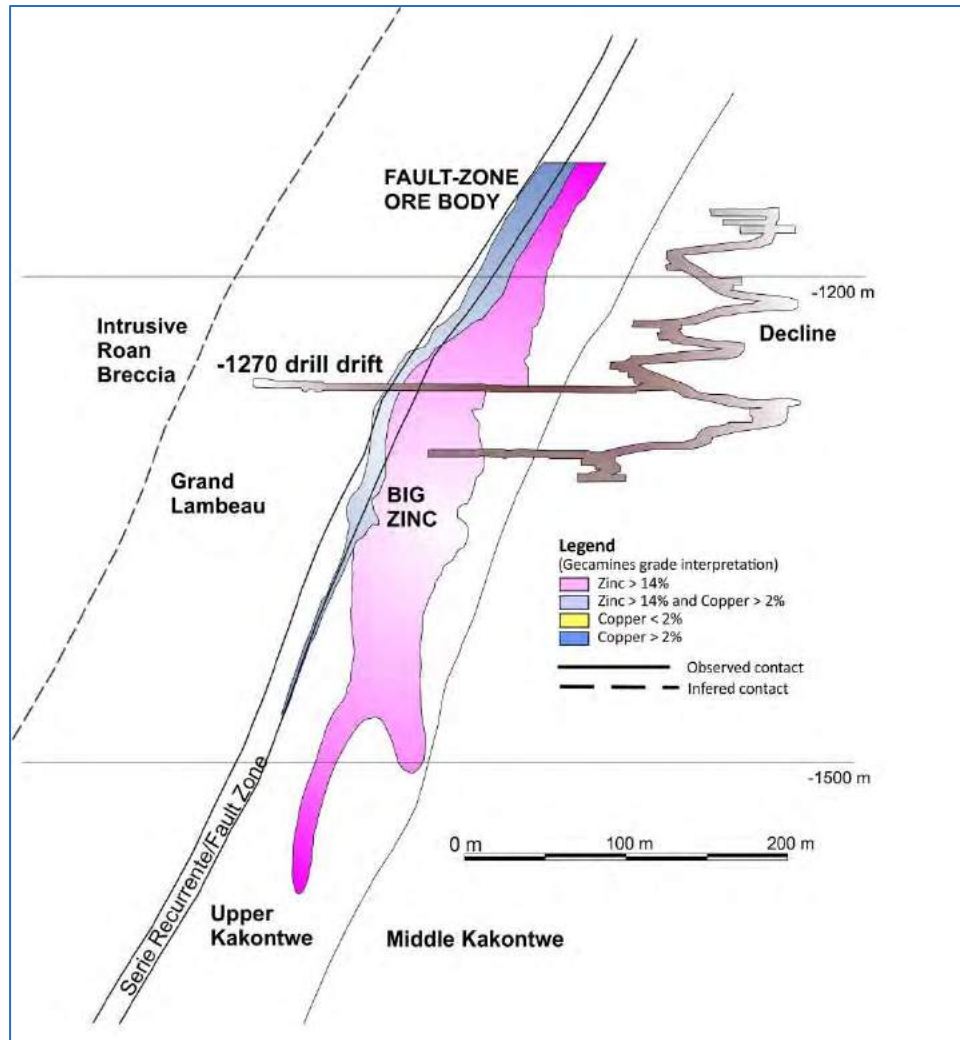 FAULT-ZONE
ORE BODY
-1200 m
Intrusive
Roan
Breccia
Decline
-1270 drill drift
Grand
Lambeau
BIG
ZINC
Legend
(Gecamines grade interpretation)
Zinc > 14%
Zinc > 14% and Copper > 2%
Copper < 2%
Copper > 2%
Observed contact
Infered contact
-1500 m
Serie Recurrente/Fault Zone
0 m
100 m
200 m
Upper
Kakontwe
Middle Kakontwe